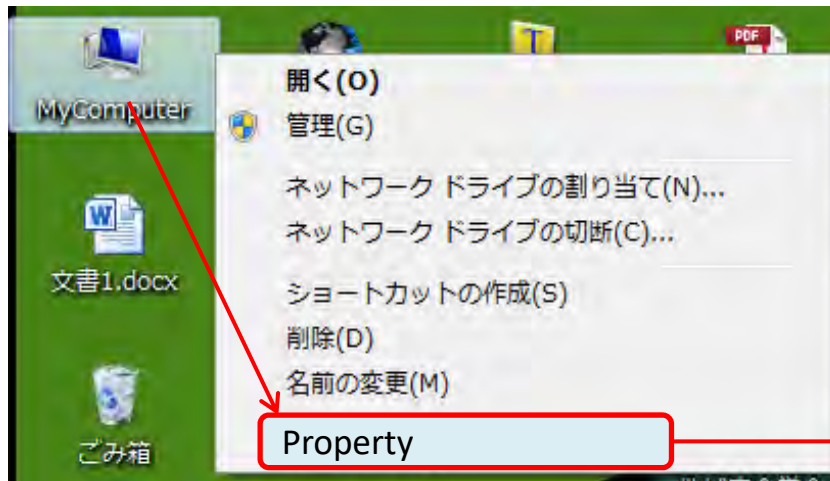 MyComputer
文書1.docx
ごみ箱
T
PDF
開く(O)
管理(G)
ネットワーク ドライブの割り当て(N)...
ネットワーク ドライブの切断(C)...
ショートカットの作成(S)
削除(D)
名前の変更(M)
Property
W